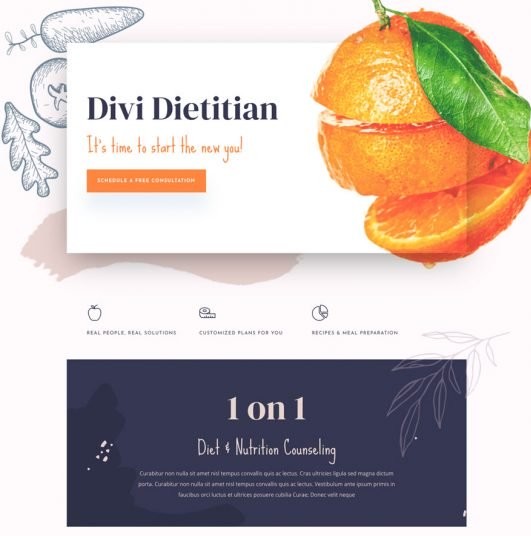 Divi Dietitian
It's time to start the new you!
SCHEDULE A FREE CONSULTATION
REAL PEOPLE, REAL SOLUTIONS
CUSTOMIZED PLANS FOR YOU
RECIPES & MEAL PREPARATION
1 on 1
Diet & Nutrition Counseling
Curabitur non nulla sit amet nisl tempus convallis quis ac lectus. Cras ultricies ligula sed magna dictum
porta. Curabitur non nulla sit amet nisl tempus convallis quis ac lectus. Vestibulum ante ipsum primis in
faucibus orci luctus et ultrices posuere cubilia Curae; Donec velit neque